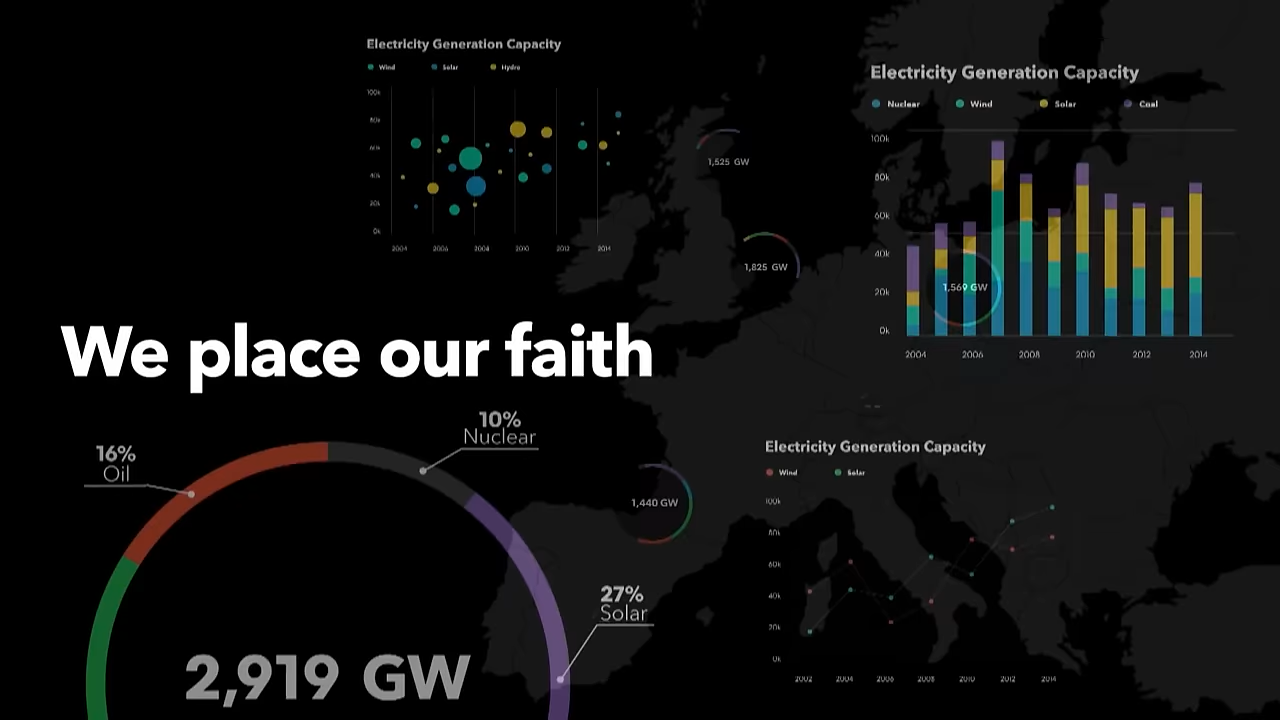 Electricity Generation Capacity
Wind Solar Hydro
100k
80k
60k
40k
20k
0k
2004 2006 2008 2010 2012 2014
Electricity Generation Capacity
Nuclear Wind Solar Coal
100k
80k
60k
40k
20k
0k
2004 2006 2008 2010 2012 2014
1,525 GW
1,825 GW
1,569 GW
We place our faith
10%
Nuclear
16%
Oil
27%
Solar
2,919 GW
1,440 GW
Electricity Generation Capacity
Wind Solar
100k
80k
60k
40k
20k
0k
2002 2004 2006 2008 2010 2012 2014